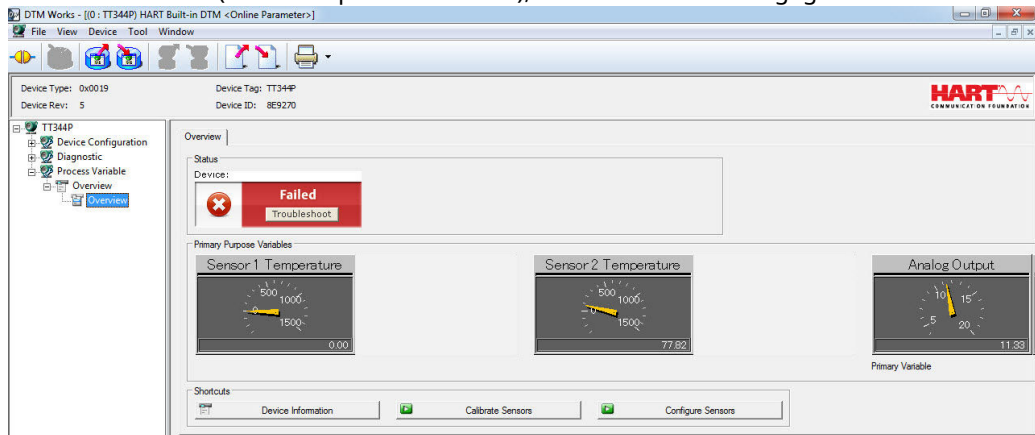 DTM Works - [(0 : TT344P) HART Built-in DTM <Online Parameter>]
File View Device Tool Window
Device Type: 0x0019 Device Tag: TT344P
Device Rev: 5 Device ID: 8E9270
HART
COMMUNICATION FOUNDATION
TT344P
Device Configuration
Diagnostic
Process Variable
Overview
Overview
Overview
Status
Device:
Failed
Troubleshoot
Primary Purpose Variables
Sensor 1 Temperature
0
500
1000
1500
0.00
Sensor 2 Temperature
0
500
1000
1500
77.82
Analog Output
5
10
15
20
11.33
Primary Variable
Shortcuts
Device Information
Calibrate Sensors
Configure Sensors